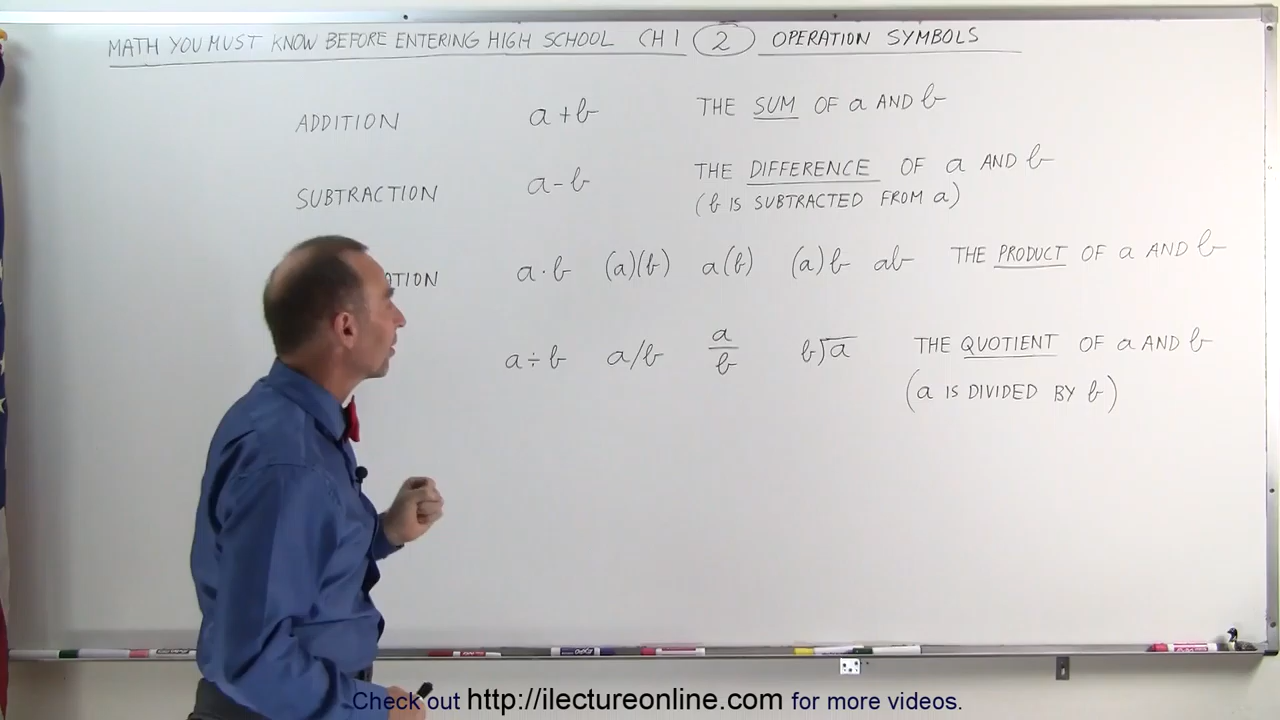 MATH YOU MUST KNOW BEFORE ENTERING HIGH SCHOOL CH 1 2 OPERATION SYMBOLS
ADDITION a + b THE SUM OF a AND b
SUBTRACTION a - b THE DIFFERENCE OF a AND b
(b IS SUBTRACTED FROM a)
ATION a · b (a)(b) a(b) (a)b ab THE PRODUCT OF a AND b
a ÷ b a/b a/b b)a THE QUOTIENT OF a AND b
(a IS DIVIDED BY b)
Check out http://ilectureonline.com for more videos.